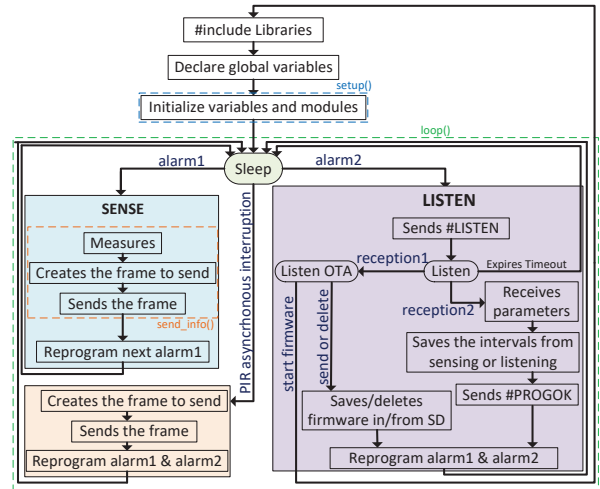 #include Libraries
Declare global variables
setup()
Initialize variables and modules
loop()
alarm1
Sleep
alarm2
SENSE
Measures
Creates the frame to send
Sends the frame
send_info()
Reprogram next alarm1
PIR asynchonous interruption
Creates the frame to send
Sends the frame
Reprogram alarm1 & alarm2
LISTEN
Sends #LISTEN
reception1
Listen OTA
Listen
Expires Timeout
reception2
Receives
parameters
start firmware
send or delete
Saves the intervals from
sensing or listening
Sends #PROGOK
Saves/deletes
firmware in/from SD
Reprogram alarm1 & alarm2